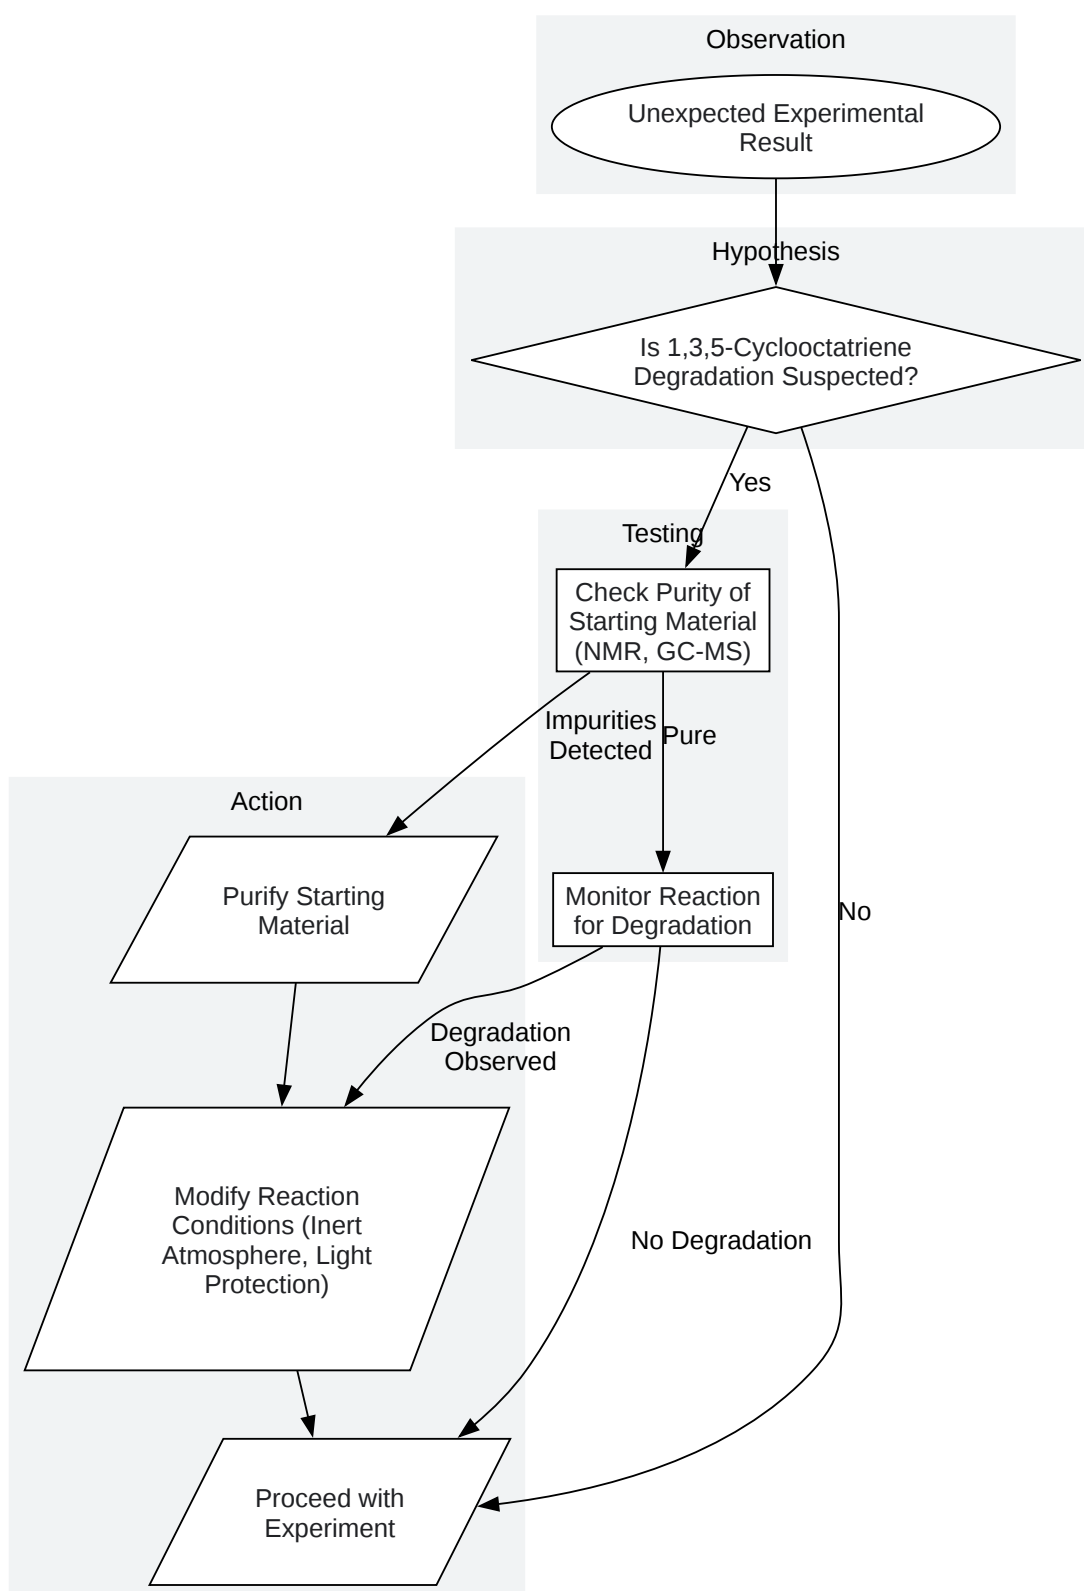 Observation
Unexpected Experimental
Result
Hypothesis
Is 1,3,5-Cyclooctatriene
Degradation Suspected?
Yes
Testing
Check Purity of
Starting Material
(NMR, GC-MS)
Impurities
Detected
Pure
Action
Purify Starting
Material
Monitor Reaction
for Degradation
No
Degradation
Observed
Modify Reaction
Conditions (Inert
Atmosphere, Light
Protection)
No Degradation
Proceed with
Experiment